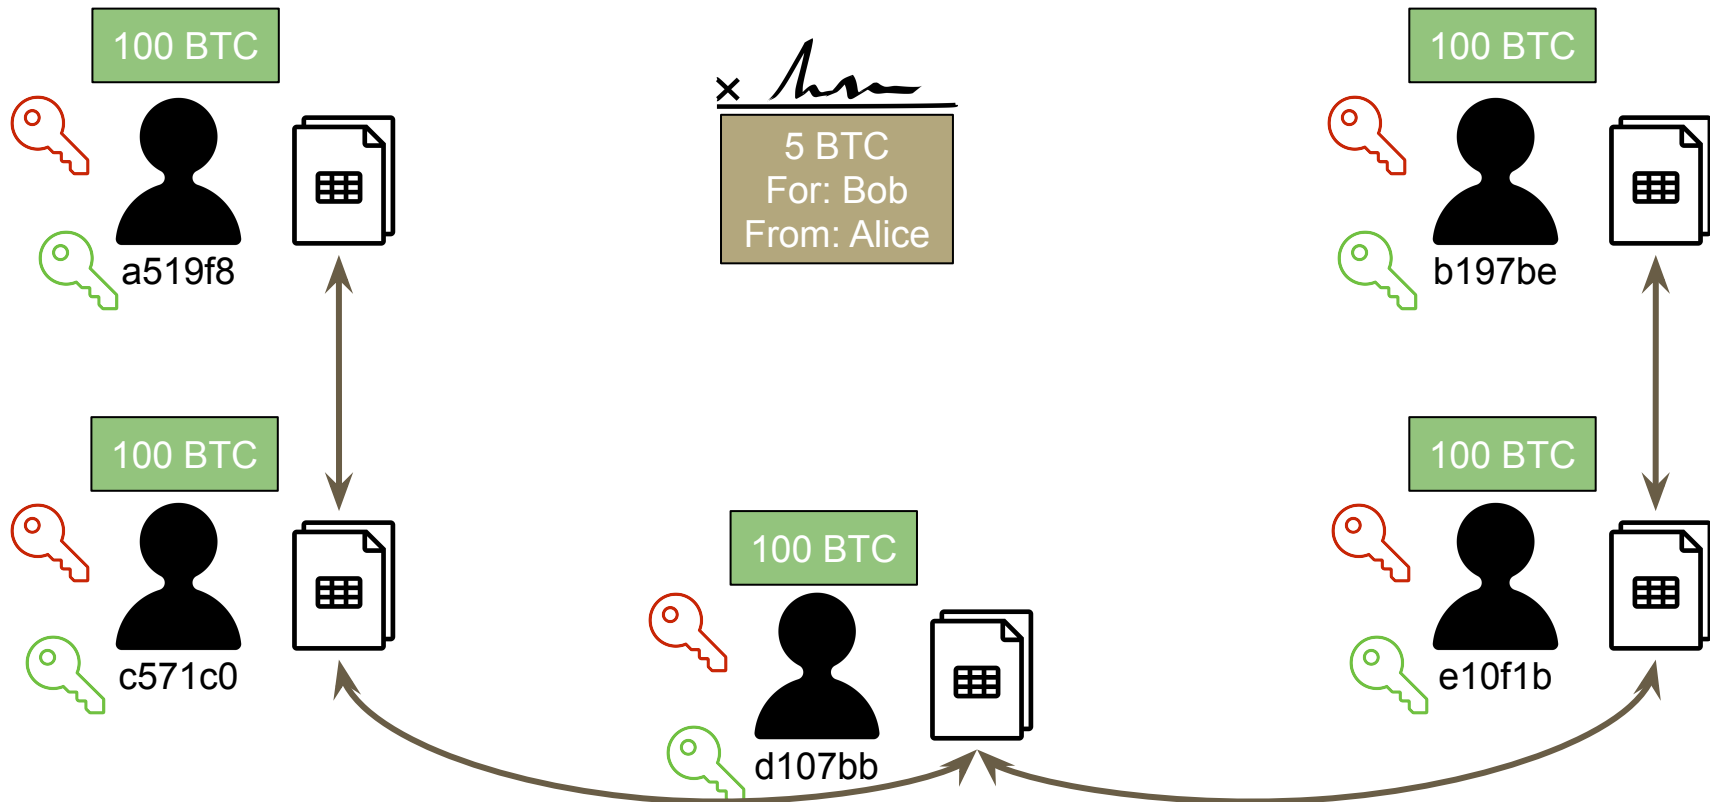 100 BTC
a519f8
5 BTC
For: Bob
From: Alice
100 BTC
b197be
100 BTC
c571c0
100 BTC
d107bb
100 BTC
e10f1b